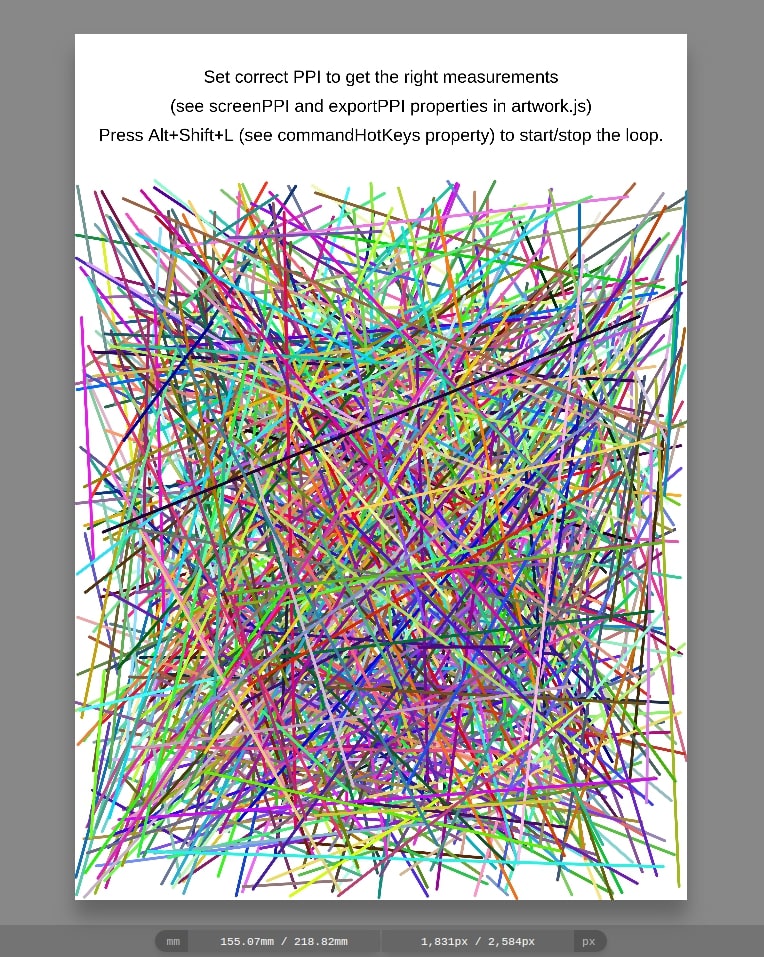 Set correct PPI to get the right measurements
(see screenPPI and exportPPI properties in artwork.js)
Press Alt+Shift+L (see commandHotKeys property) to start/stop the loop.
mm 155.07mm / 218.82mm 1,831px / 2,584px px